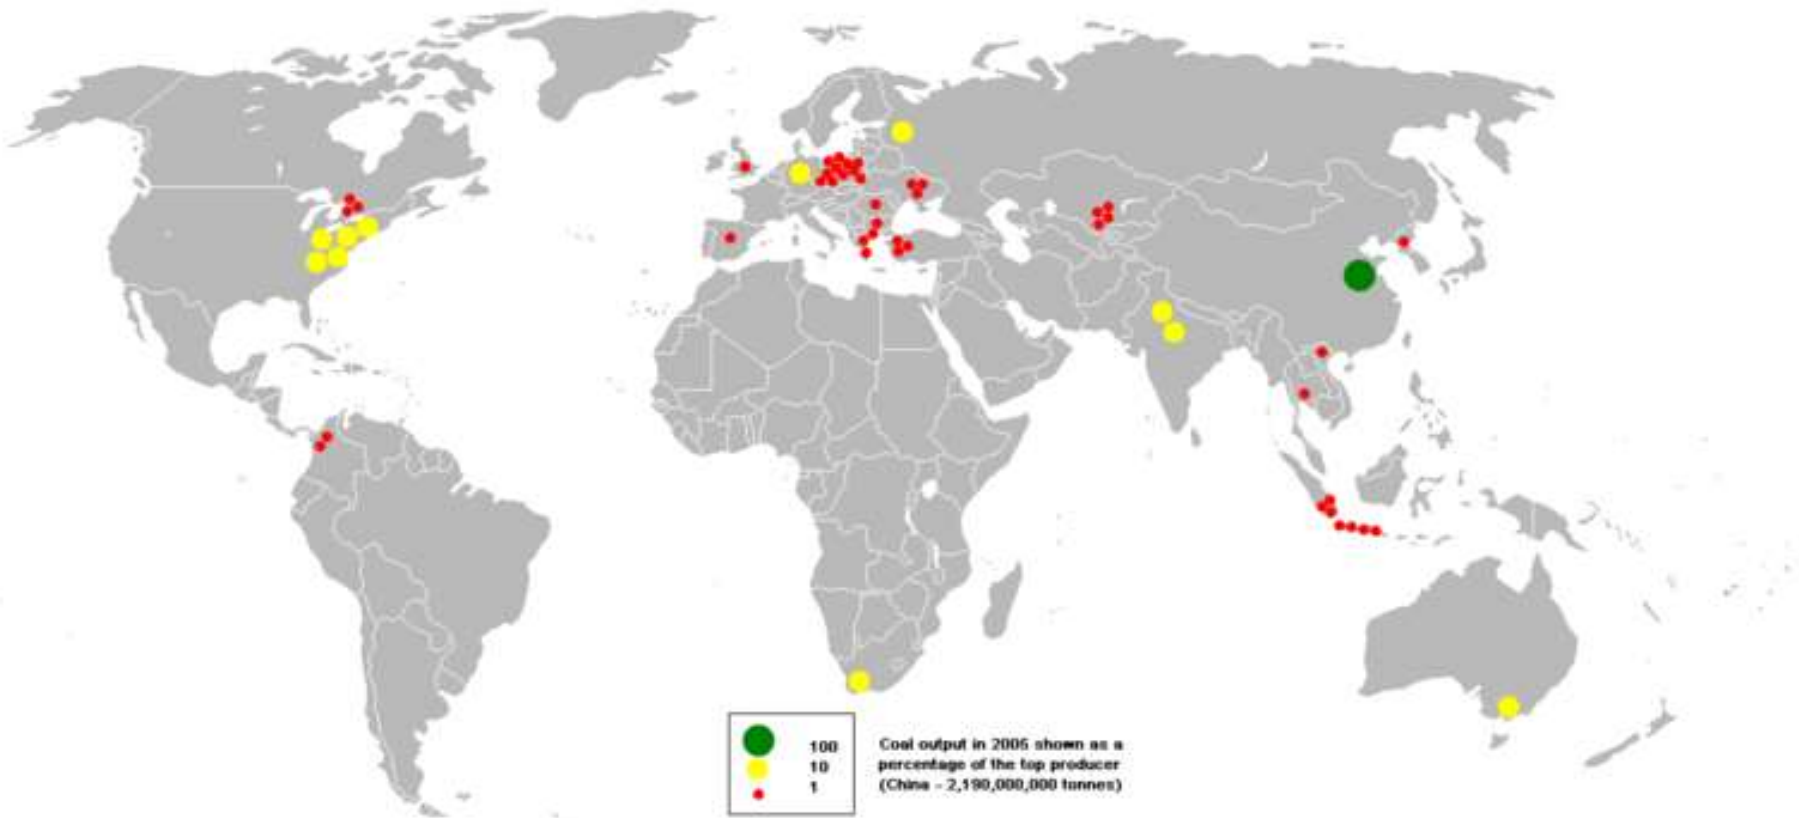 100
10
1
Coal output in 2005 shown as a
percentage of the top producer
(China - 2,190,000,000 tonnes)